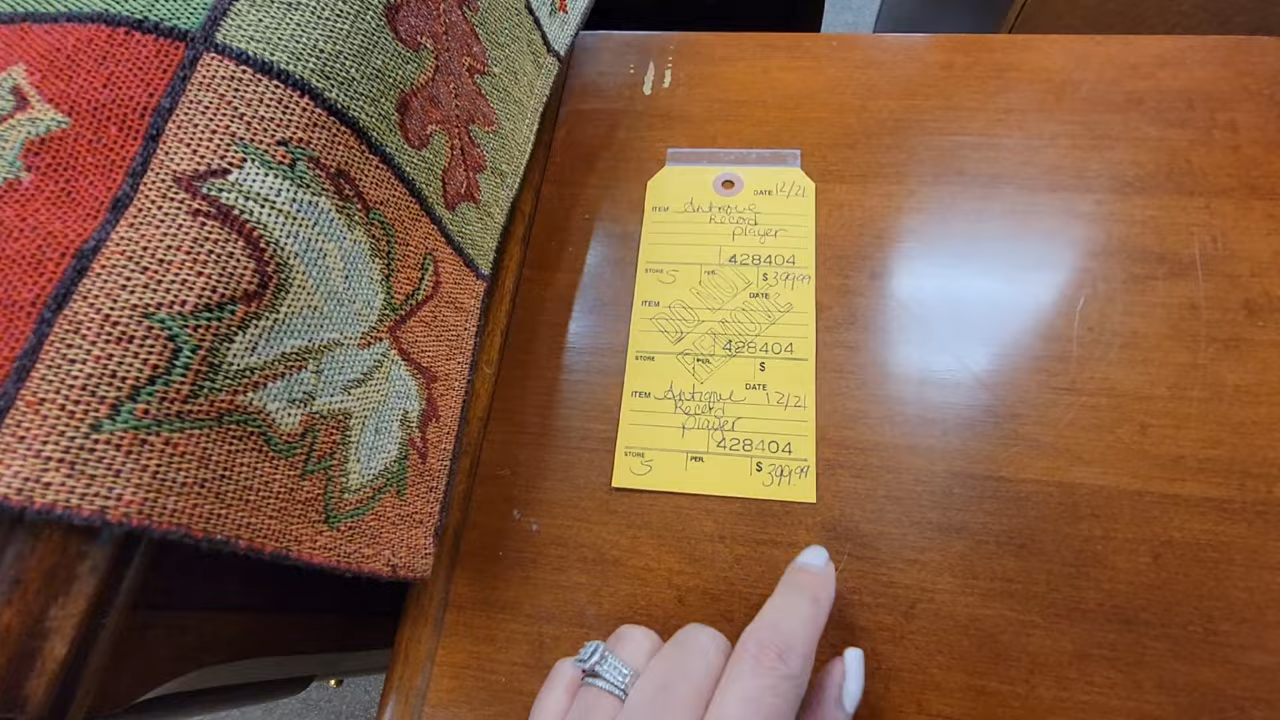 DATE 12/21
ITEM Antique
Record
player
428404
STORE 5 PER. $ 399.99
ITEM DATE
DO NOT
REMOVE
428404
STORE PER. $
DATE
ITEM Antique 12/21
Record
player
428404
STORE 5 PER. $ 399.99